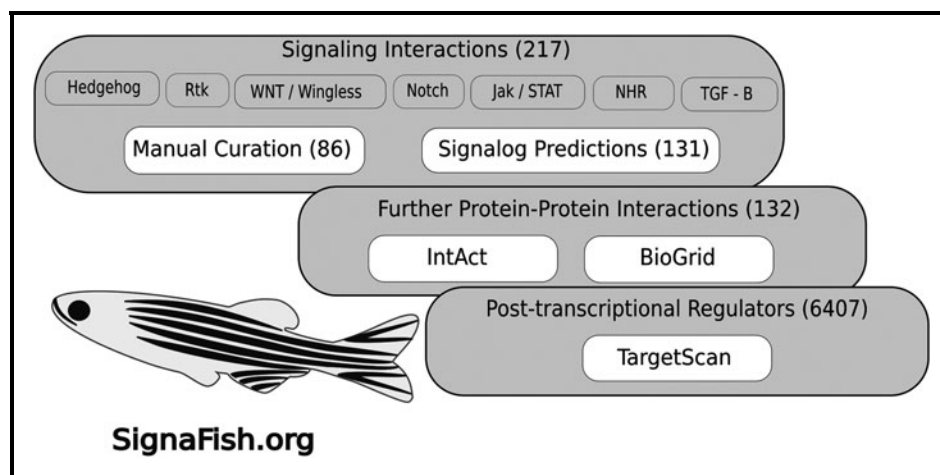 Signaling Interactions (217)
Hedgehog Rtk WNT / Wingless Notch Jak / STAT NHR TGF - B
Manual Curation (86) Signalog Predictions (131)
Further Protein-Protein Interactions (132)
IntAct BioGrid
Post-transcriptional Regulators (6407)
TargetScan
SignaFish.org